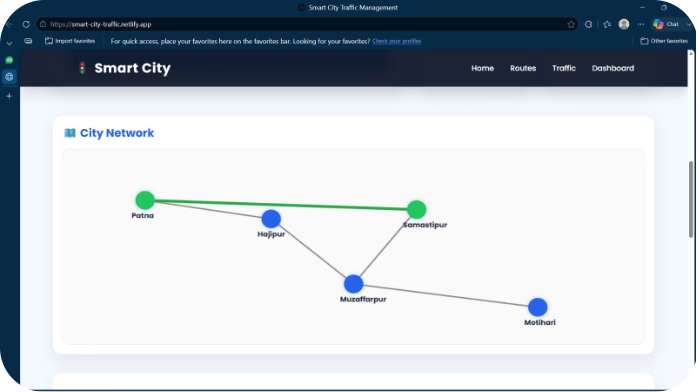 Smart City Traffic Management
https://smart-city-traffic.netlify.app
Chat
Import favorites
For quick access, place your favorites here on the favorites bar. Looking for your favorites? Check your profiles
Other favorites
Smart City
Home Routes Traffic Dashboard
City Network
Patna
Hajipur
Samastipur
Muzaffarpur
Motihari